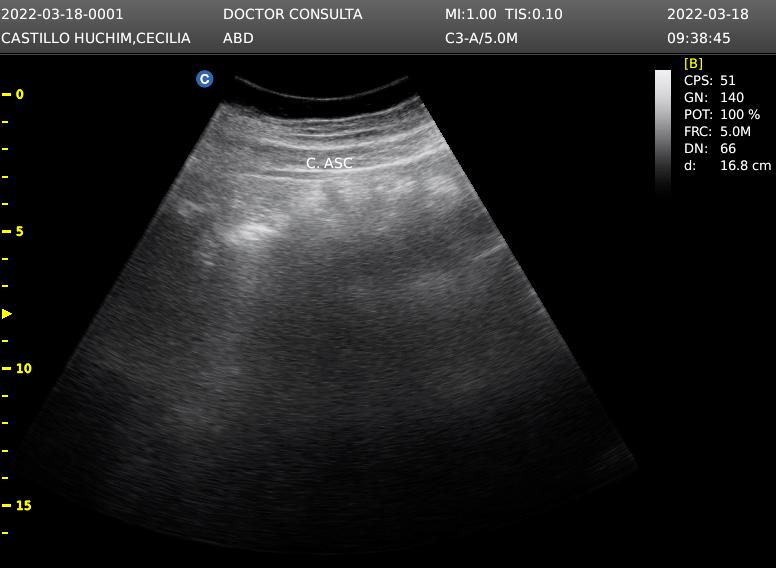 2022-03-18-0001 DOCTOR CONSULTA MI:1.00 TIS:0.10 2022-03-18
CASTILLO HUCHIM,CECILIA ABD C3-A/5.0M 09:38:45
C
[B]
CPS: 51
GN: 140
POT: 100 %
FRC: 5.0M
DN: 66
d: 16.8 cm
0
C. ASC
5
10
15